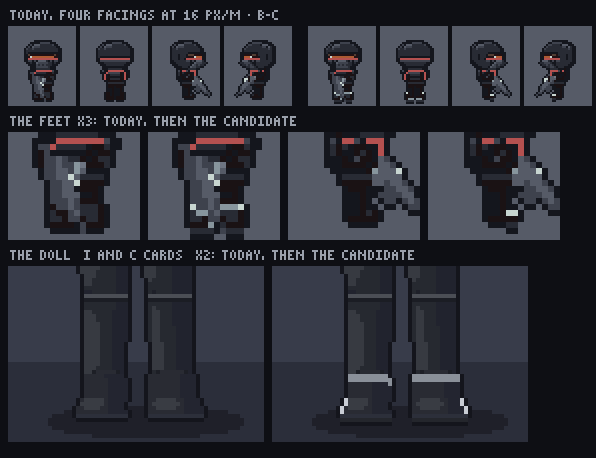 TODAY, FOUR FACINGS AT 16 PX/M · B-C
THE FEET X3: TODAY, THEN THE CANDIDATE
THE DOLL  I AND C CARDS  X2: TODAY, THEN THE CANDIDATE